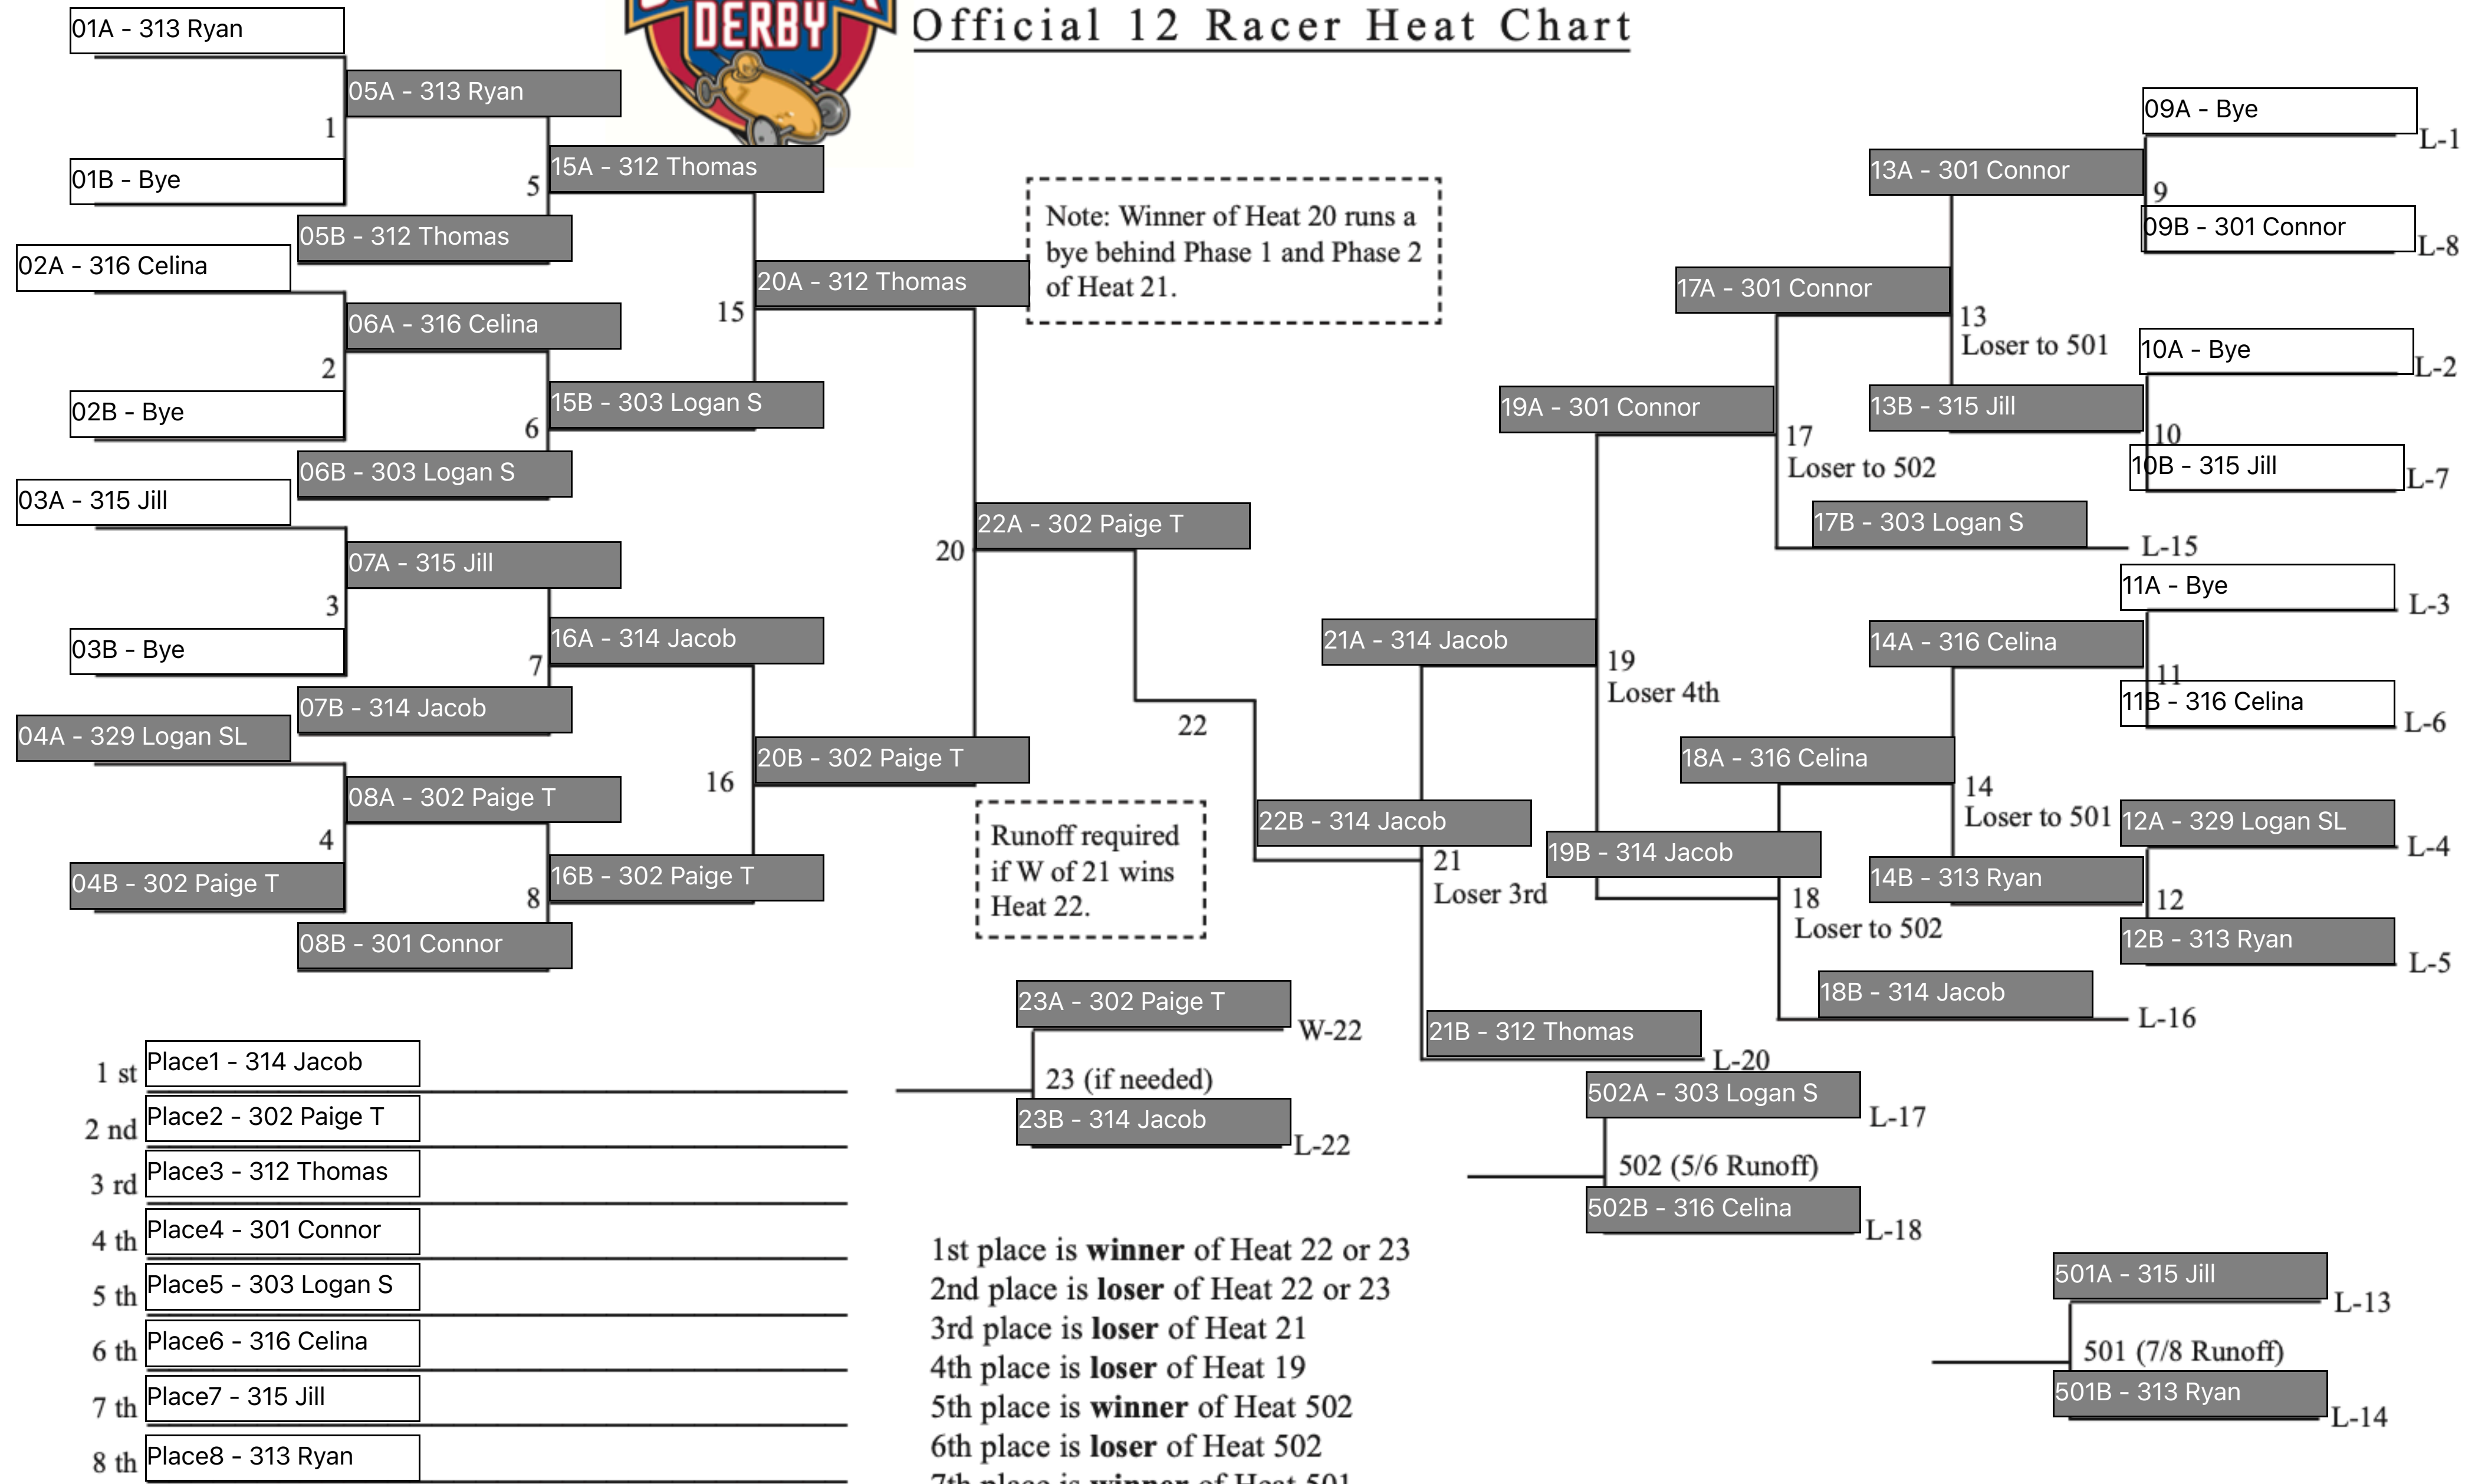 DERBY
Official 12 Racer Heat Chart
01A - 313 Ryan
1
01B - Bye
05A - 313 Ryan
5
05B - 312 Thomas
02A - 316 Celina
2
02B - Bye
06A - 316 Celina
6
06B - 303 Logan S
03A - 315 Jill
3
03B - Bye
07A - 315 Jill
7
07B - 314 Jacob
04A - 329 Logan SL
4
04B - 302 Paige T
08A - 302 Paige T
8
08B - 301 Connor
15A - 312 Thomas
15
15B - 303 Logan S
16A - 314 Jacob
16
16B - 302 Paige T
20A - 312 Thomas
20
20B - 302 Paige T
Note: Winner of Heat 20 runs a
bye behind Phase 1 and Phase 2
of Heat 21.
22A - 302 Paige T
22
22B - 314 Jacob
Runoff required
if W of 21 wins
Heat 22.
21A - 314 Jacob
21
Loser 3rd
21B - 312 Thomas
L-20
19A - 301 Connor
19
Loser 4th
19B - 314 Jacob
17A - 301 Connor
17
Loser to 502
17B - 303 Logan S
L-15
18A - 316 Celina
18
Loser to 502
18B - 314 Jacob
L-16
13A - 301 Connor
13
Loser to 501
13B - 315 Jill
14A - 316 Celina
14
Loser to 501
14B - 313 Ryan
09A - Bye
L-1
9
09B - 301 Connor
L-8
10A - Bye
L-2
10
10B - 315 Jill
L-7
11A - Bye
L-3
11
11B - 316 Celina
L-6
12A - 329 Logan SL
L-4
12
12B - 313 Ryan
L-5
23A - 302 Paige T
W-22
23 (if needed)
23B - 314 Jacob
L-22
502A - 303 Logan S
L-17
502 (5/6 Runoff)
502B - 316 Celina
L-18
501A - 315 Jill
L-13
501 (7/8 Runoff)
501B - 313 Ryan
L-14
1 st Place1 - 314 Jacob
2 nd Place2 - 302 Paige T
3 rd Place3 - 312 Thomas
4 th Place4 - 301 Connor
5 th Place5 - 303 Logan S
6 th Place6 - 316 Celina
7 th Place7 - 315 Jill
8 th Place8 - 313 Ryan
1st place is winner of Heat 22 or 23
2nd place is loser of Heat 22 or 23
3rd place is loser of Heat 21
4th place is loser of Heat 19
5th place is winner of Heat 502
6th place is loser of Heat 502
7th place is winner of Heat 501